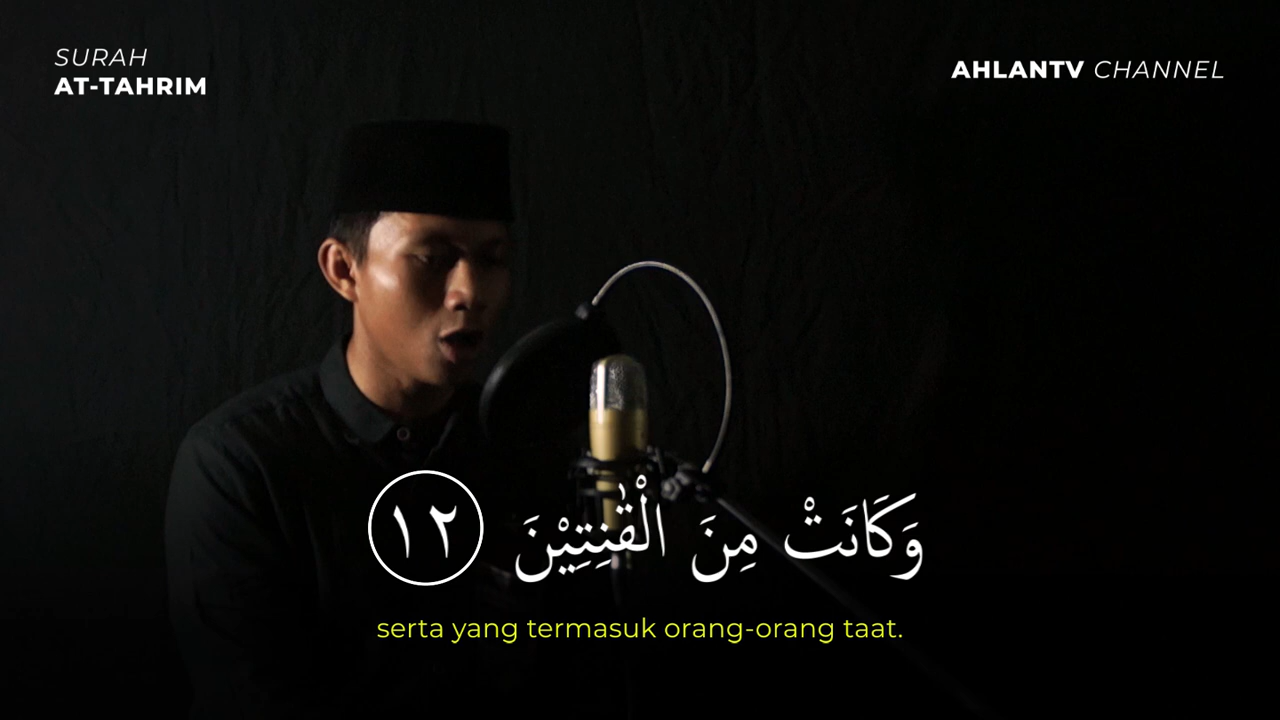 SURAH
AT-TAHRIM
AHLANTV CHANNEL
وَكَانَتْ مِنَ الْقٰنِتِيْنَ ١٢
serta yang termasuk orang-orang taat.